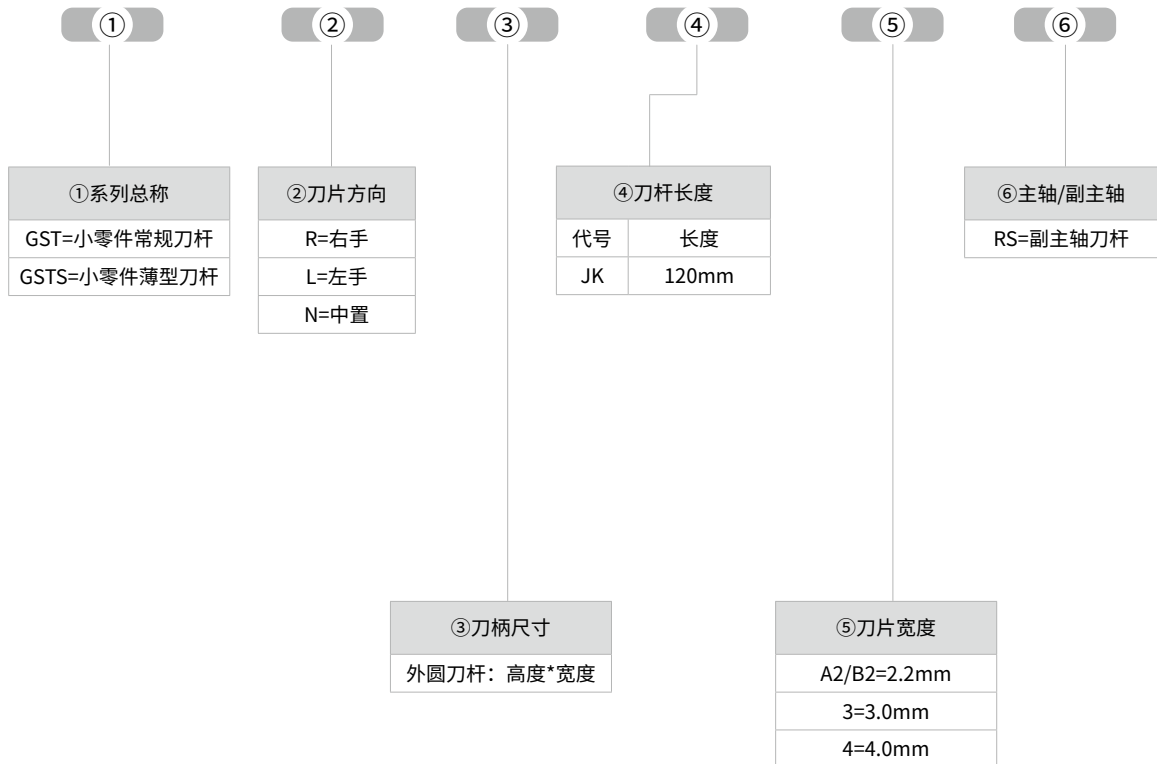 ① ② ③ ④ ⑤ ⑥
①系列总称
GST=小零件常规刀杆
GSTS=小零件薄型刀杆
②刀片方向
R=右手
L=左手
N=中置
④刀杆长度
代号 长度
JK 120mm
⑥主轴/副主轴
RS=副主轴刀杆
③刀柄尺寸
外圆刀杆：高度*宽度
⑤刀片宽度
A2/B2=2.2mm
3=3.0mm
4=4.0mm